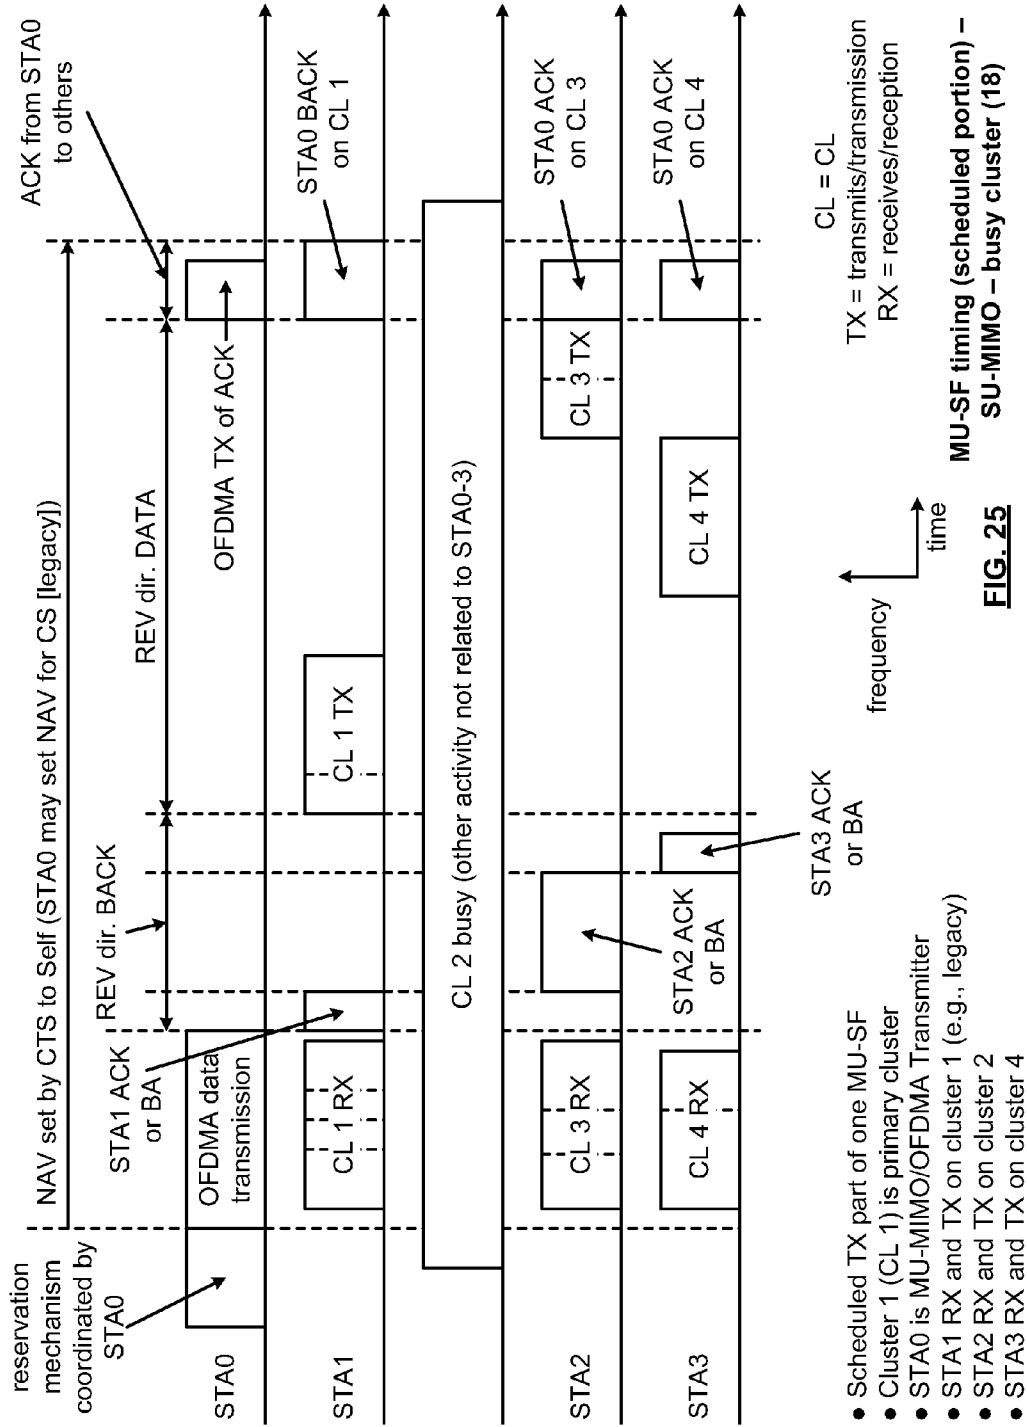 reservation
mechanism
coordinated by
STA0
NAV set by CTS to Self (STA0 may set NAV for CS [legacy])
ACK from STA0
to others
REV dir. BACK
REV dir. DATA
STA1 ACK
or BA
STA0
OFDMA data
transmission
OFDMA TX of ACK
STA1
CL 1 RX
CL 1 TX
STA0 BACK
on CL 1
CL 2 busy (other activity not related to STA0-3)
STA2
CL 3 RX
STA2 ACK
or BA
CL 3 TX
STA0 ACK
on CL 3
STA3
CL 4 RX
STA3 ACK
or BA
CL 4 TX
STA0 ACK
on CL 4
● Scheduled TX part of one MU-SF
● Cluster 1 (CL 1) is primary cluster
● STA0 is MU-MIMO/OFDMA Transmitter
● STA1 RX and TX on cluster 1 (e.g., legacy)
● STA2 RX and TX on cluster 2
● STA3 RX and TX on cluster 4
frequency
time
CL = CL
TX = transmits/transmission
RX = receives/reception
FIG. 25
MU-SF timing (scheduled portion) –
SU-MIMO – busy cluster (18)